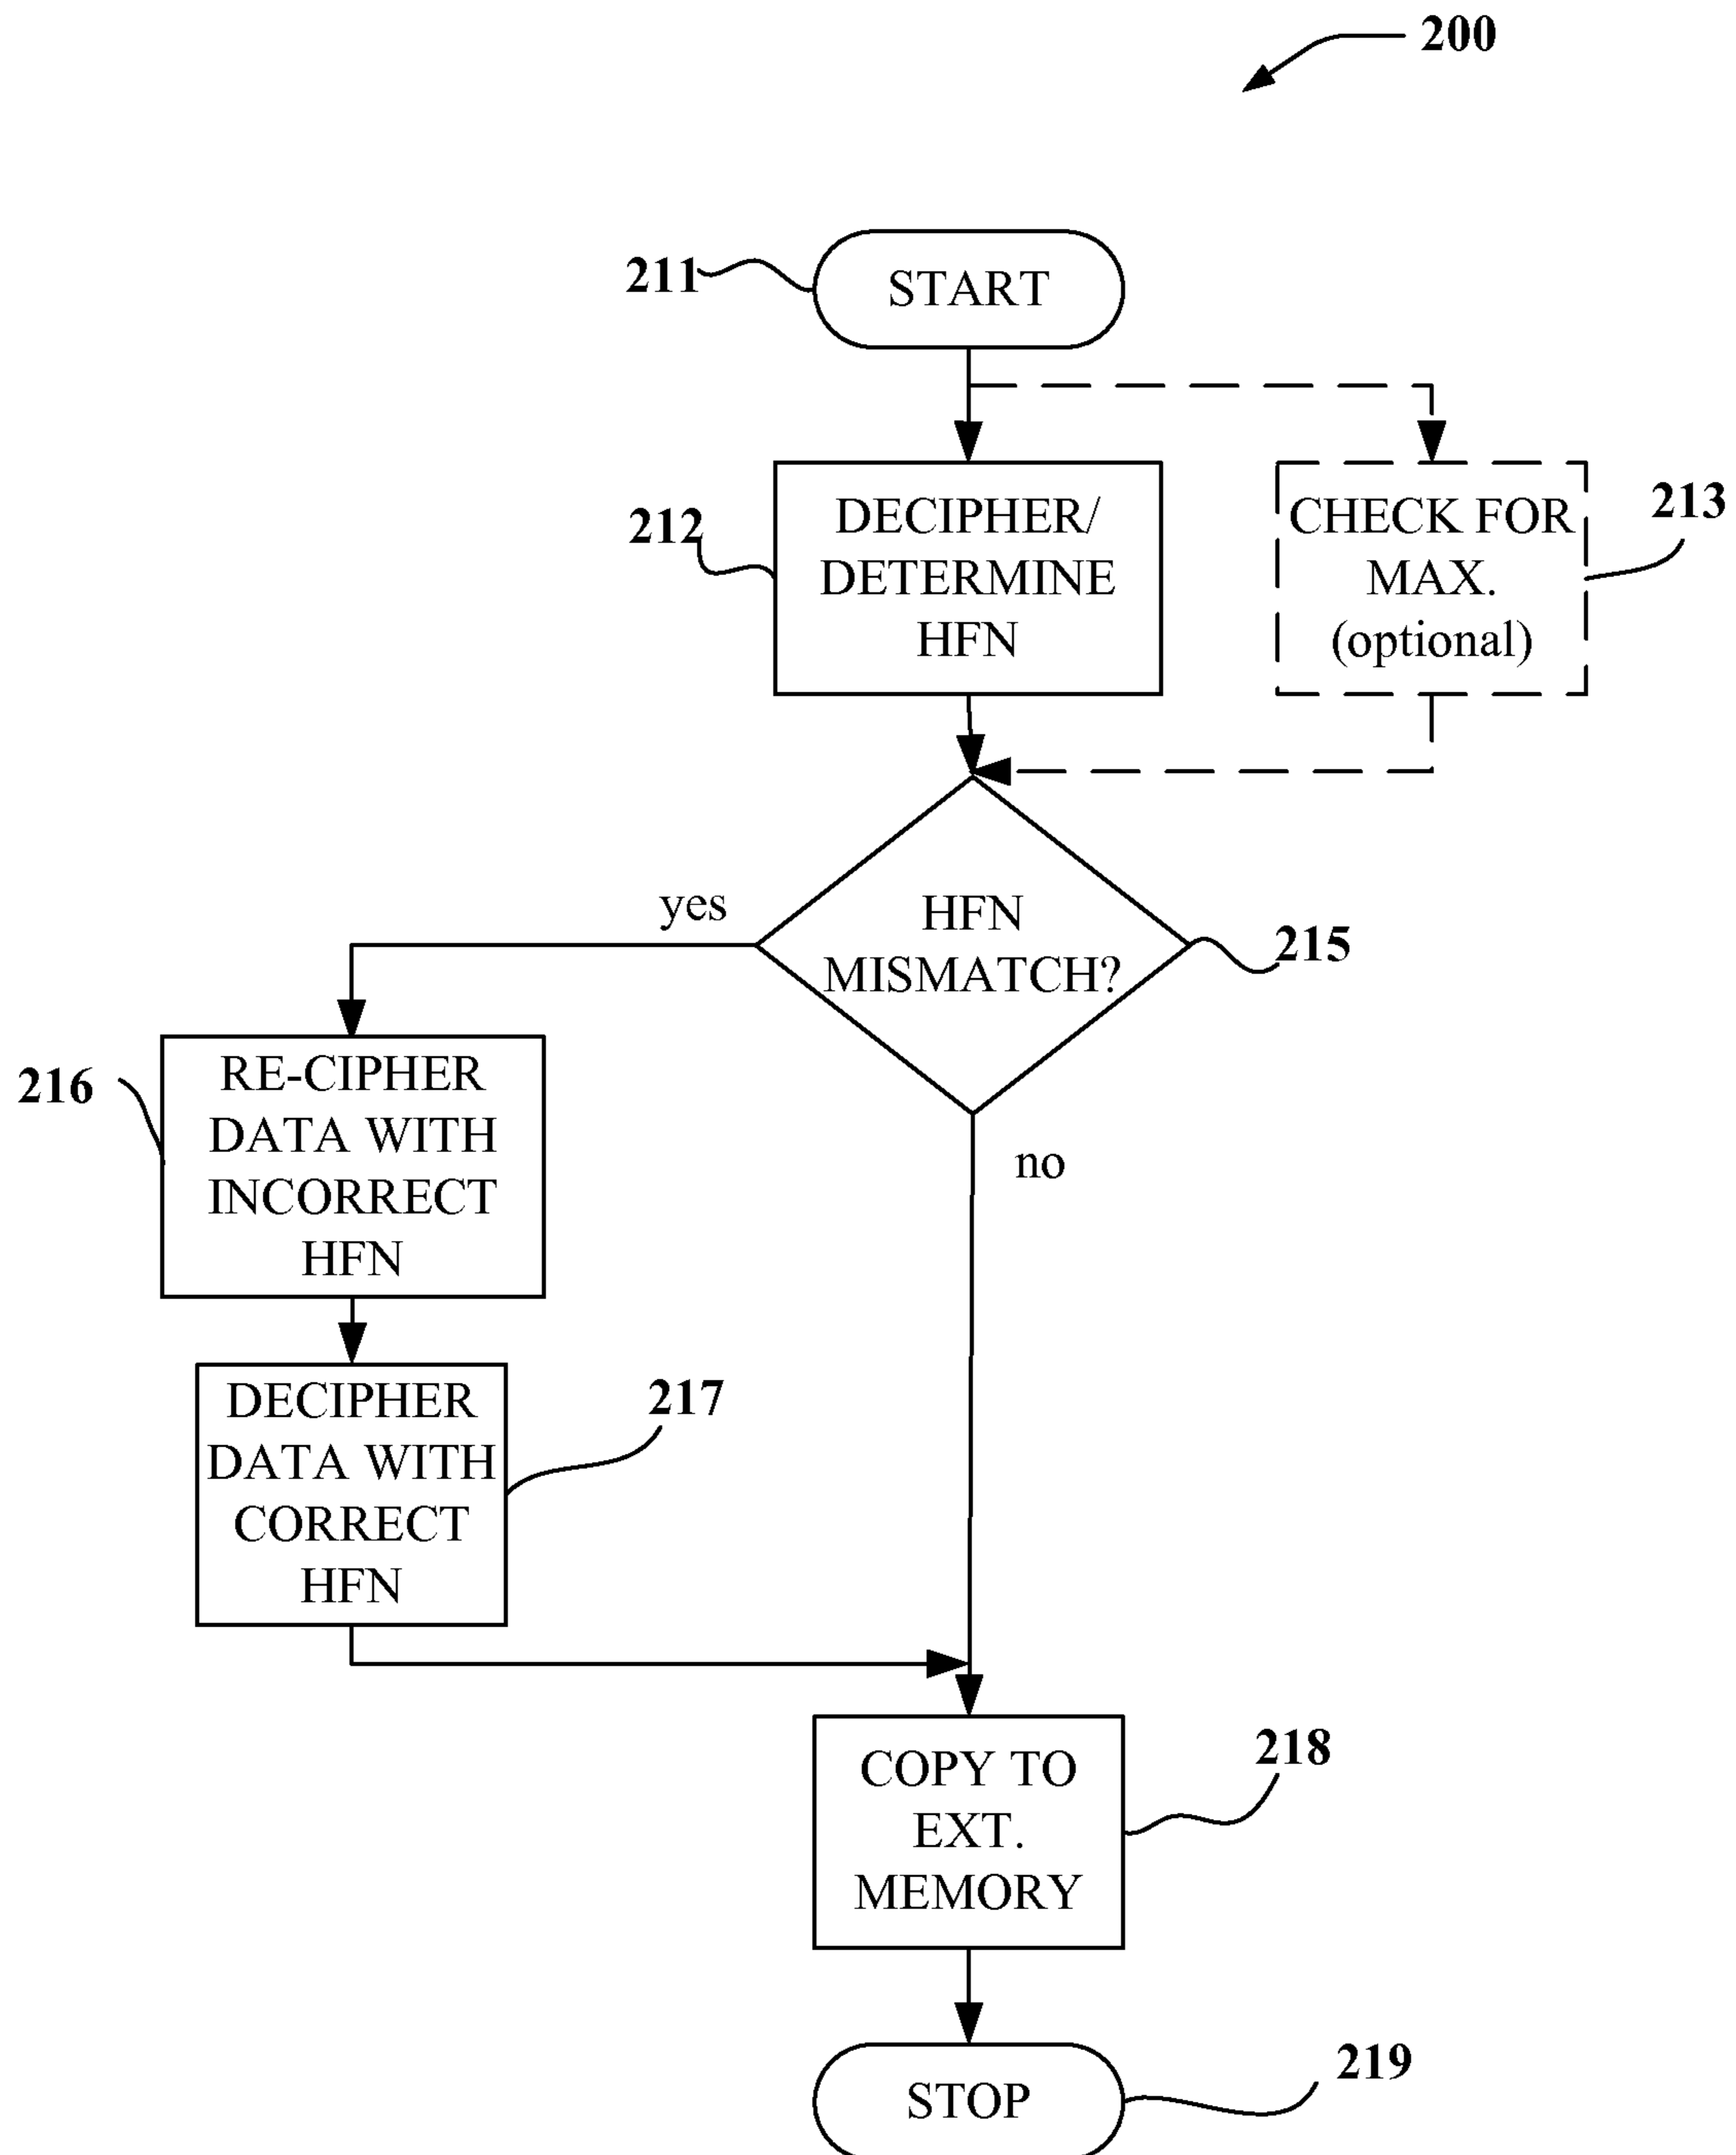 200
211
START
212
DECIPHER/
DETERMINE
HFN
CHECK FOR
MAX.
(optional)
213
yes
HFN
MISMATCH?
215
no
216
RE-CIPHER
DATA WITH
INCORRECT
HFN
217
DECIPHER
DATA WITH
CORRECT
HFN
218
COPY TO
EXT.
MEMORY
219
STOP